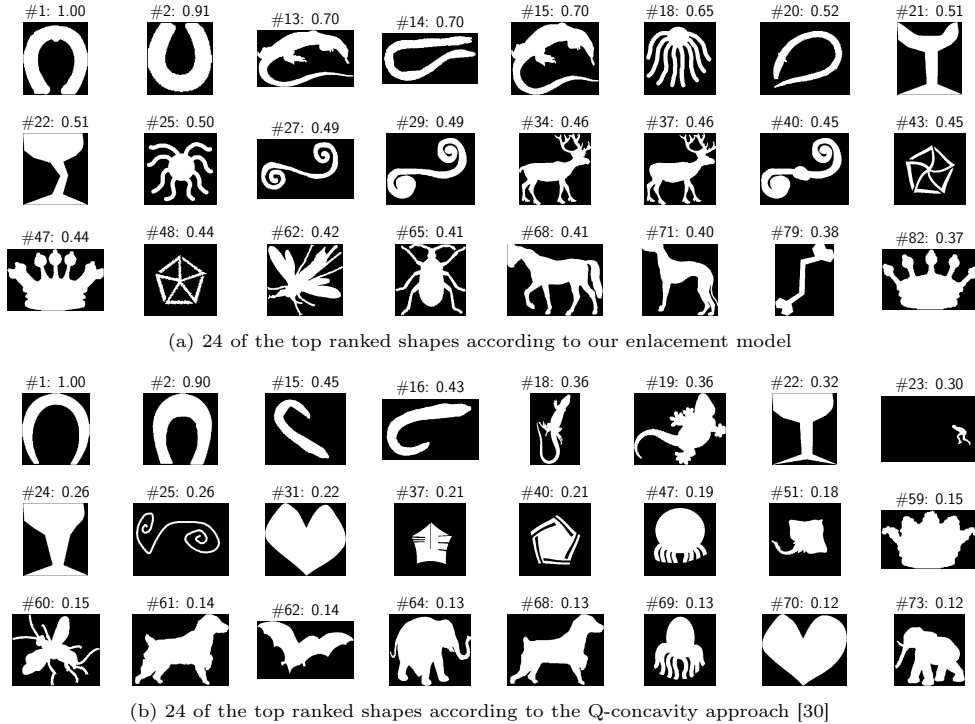 #1: 1.00 #2: 0.91 #13: 0.70 #14: 0.70 #15: 0.70 #18: 0.65 #20: 0.52 #21: 0.51
#22: 0.51 #25: 0.50 #27: 0.49 #29: 0.49 #34: 0.46 #37: 0.46 #40: 0.45 #43: 0.45
#47: 0.44 #48: 0.44 #62: 0.42 #65: 0.41 #68: 0.41 #71: 0.40 #79: 0.38 #82: 0.37
(a) 24 of the top ranked shapes according to our enlacement model
#1: 1.00 #2: 0.90 #15: 0.45 #16: 0.43 #18: 0.36 #19: 0.36 #22: 0.32 #23: 0.30
#24: 0.26 #25: 0.26 #31: 0.22 #37: 0.21 #40: 0.21 #47: 0.19 #51: 0.18 #59: 0.15
#60: 0.15 #61: 0.14 #62: 0.14 #64: 0.13 #68: 0.13 #69: 0.13 #70: 0.12 #73: 0.12
(b) 24 of the top ranked shapes according to the Q-concavity approach [30]